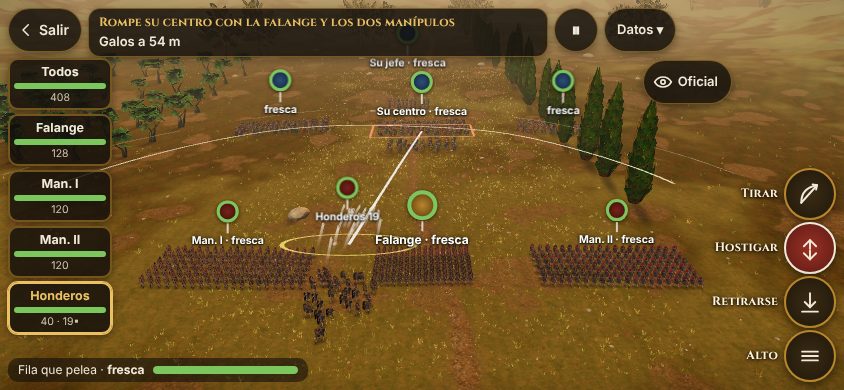 Salir
ROMPE SU CENTRO CON LA FALANGE Y LOS DOS MANÍPULOS
Galos a 54 m
Datos ▾
Oficial
Todos
408
Falange
128
Man. I
120
Man. II
120
Honderos
40 · 19▪
Su jefe · fresca
fresca
Su centro · fresca
fresca
Honderos 19
Man. I · fresca
Falange · fresca
Man. II · fresca
TIRAR
HOSTIGAR
RETIRARSE
ALTO
Fila que pelea · fresca